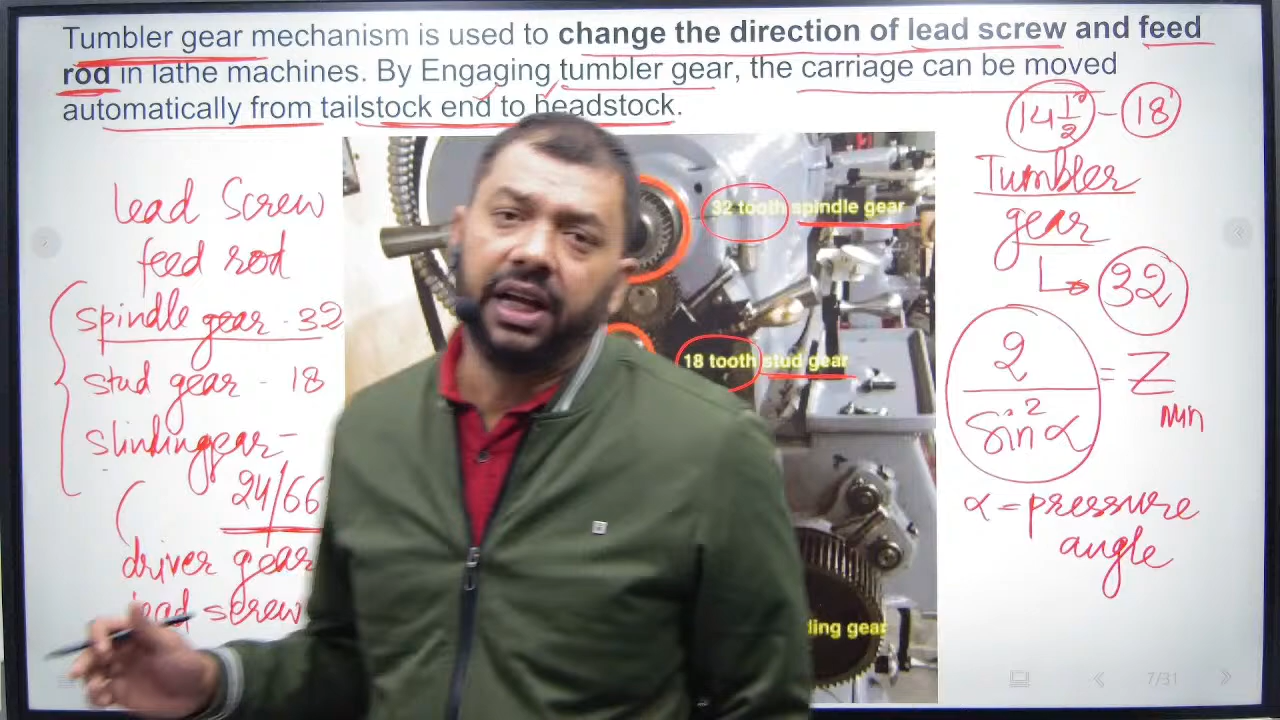 Tumbler gear mechanism is used to change the direction of lead screw and feed
rod in lathe machines. By Engaging tumbler gear, the carriage can be moved
automatically from tailstock end to headstock.
14 1/2° - 18
lead Screw
feed rod
spindle gear - 32
stud gear - 18
24/66
driver gear
lead screw
32 tooth spindle gear
18 tooth stud gear
ding gear
Tumbler
gear
32
2
sin²α
= Z min
α = pressure
angle
7/31